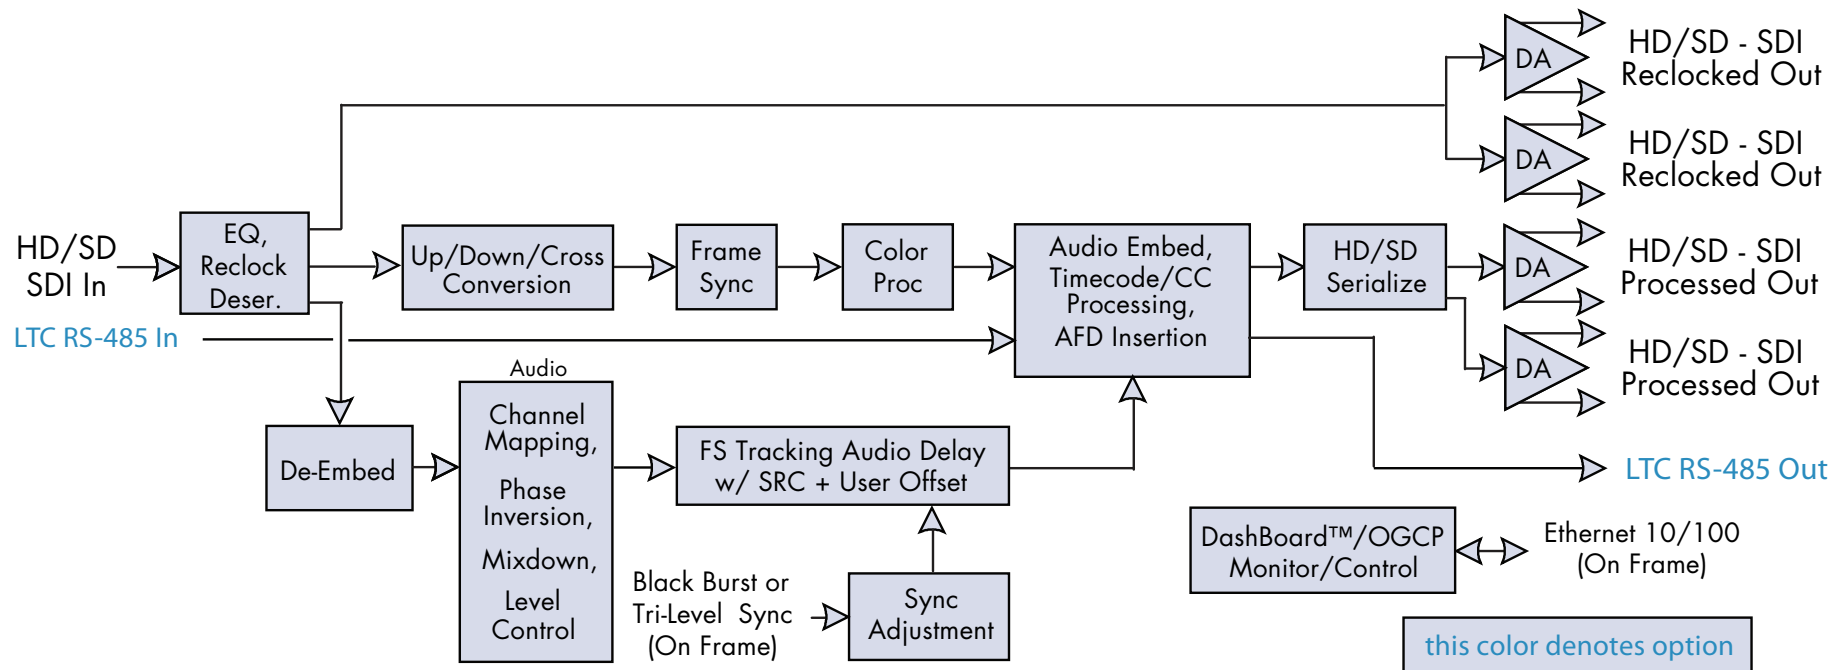 DA
HD/SD - SDI
Reclocked Out
DA
HD/SD - SDI
Reclocked Out
HD/SD
SDI In
EQ,
Reclock
Deser.
Up/Down/Cross
Conversion
Frame
Sync
Color
Proc
Audio Embed,
Timecode/CC
Processing,
AFD Insertion
HD/SD
Serialize
DA
HD/SD - SDI
Processed Out
DA
HD/SD - SDI
Processed Out
LTC RS-485 In
LTC RS-485 Out
De-Embed
Audio
Channel
Mapping,
Phase
Inversion,
Mixdown,
Level
Control
FS Tracking Audio Delay
w/ SRC + User Offset
Black Burst or
Tri-Level Sync
(On Frame)
Sync
Adjustment
DashBoard™/OGCP
Monitor/Control
Ethernet 10/100
(On Frame)
this color denotes option